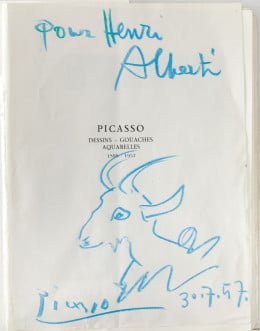 Pour Henri
Alberti
PICASSO
DESSINS - GOUACHES
AQUARELLES
Picasso
30.7.57.